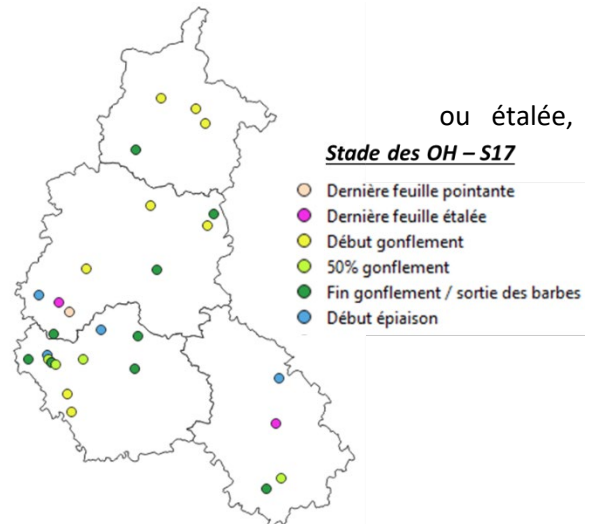 ou étalée,
Stade des OH – S17
Dernière feuille pointante
Dernière feuille étalée
Début gonflement
50% gonflement
Fin gonflement / sortie des barbes
Début épiaison